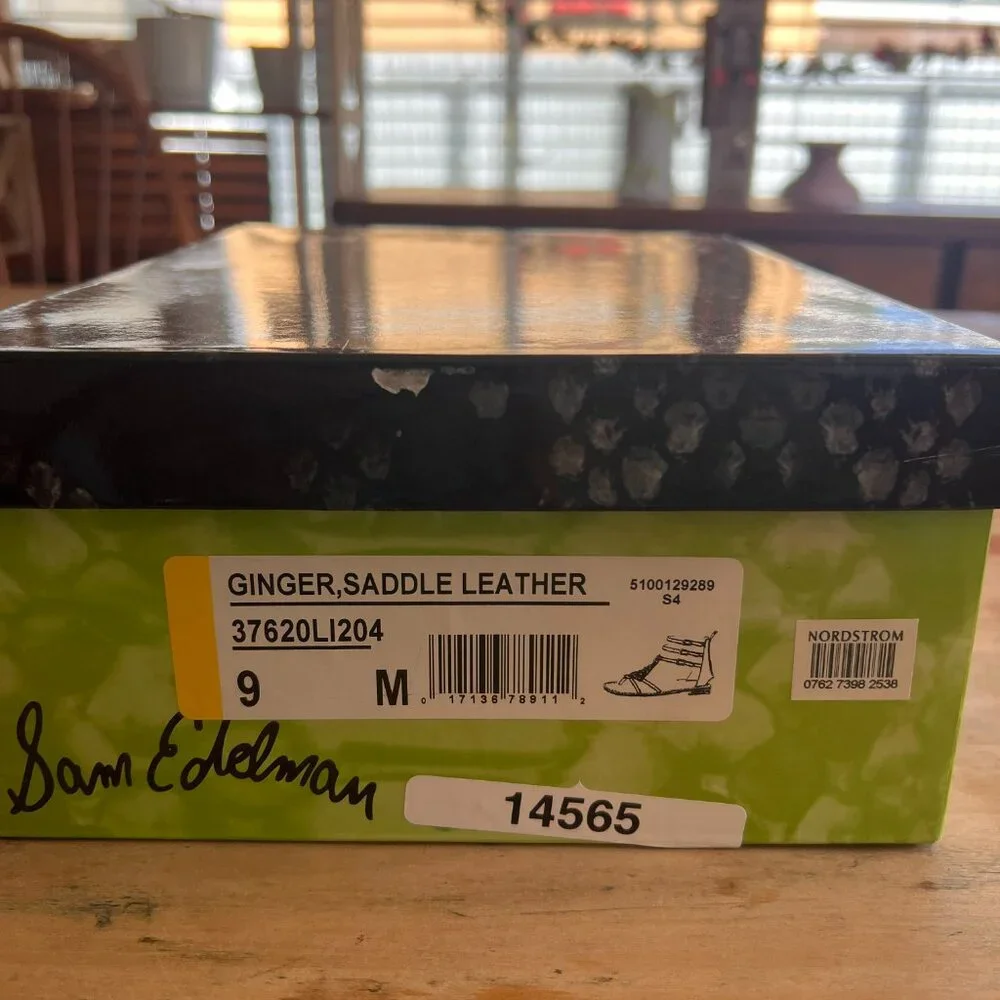 GINGER,SADDLE LEATHER
5100129289
S4
37620LI204
9 M
0 17136 78911 2
NORDSTROM
0762 7398 2538
Sam Edelman
14565